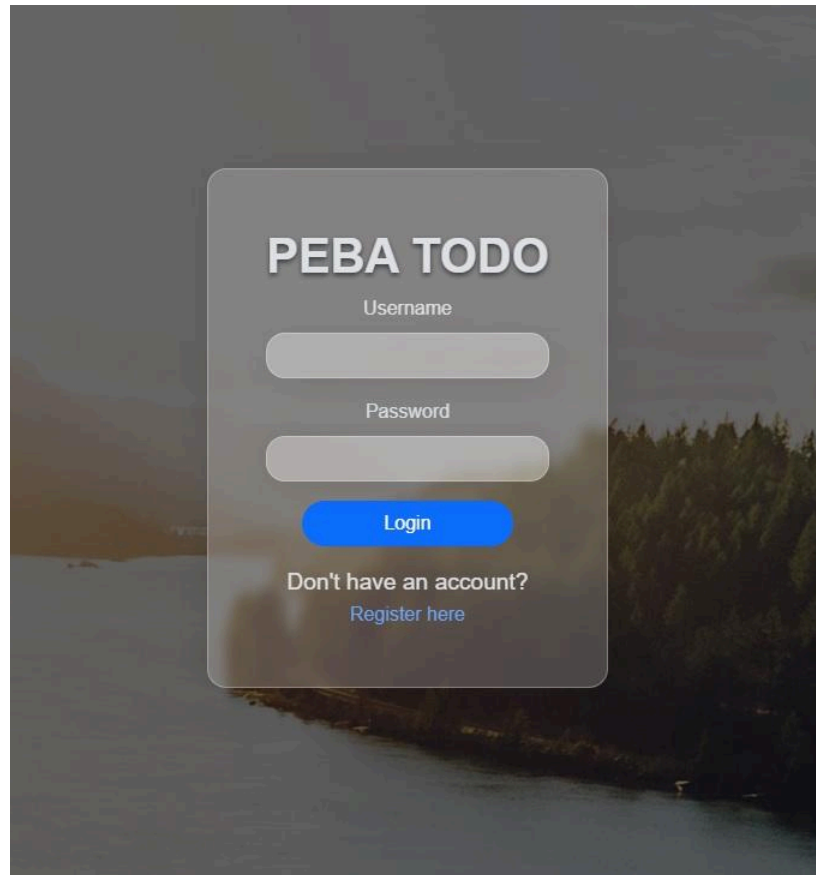 PEBA TODO
Username
Password
Login
Don't have an account?
Register here